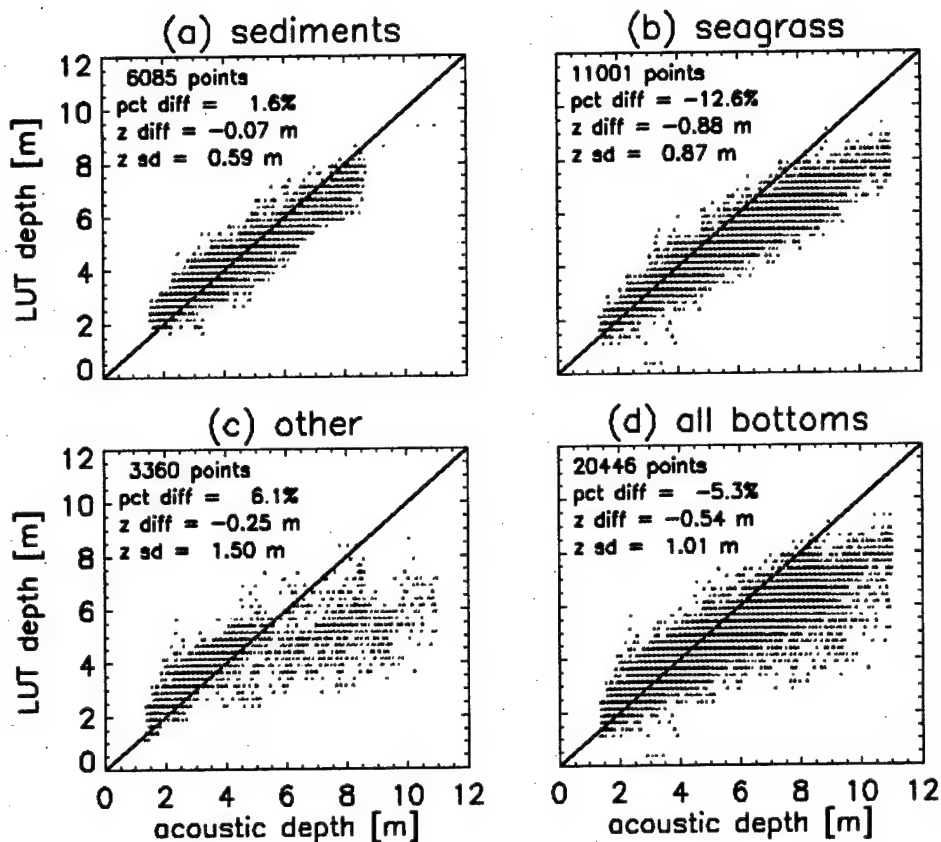 (a) sediments
6085 points
pct diff = 1.6%
z diff = -0.07 m
z sd = 0.59 m
LUT depth [m]
12
10
8
6
4
2
0
(b) seagrass
11001 points
pct diff = -12.6%
z diff = -0.88 m
z sd = 0.87 m
(c) other
3360 points
pct diff = 6.1%
z diff = -0.25 m
z sd = 1.50 m
LUT depth [m]
12
10
8
6
4
2
0
0 2 4 6 8 10 12
acoustic depth [m]
(d) all bottoms
20446 points
pct diff = -5.3%
z diff = -0.54 m
z sd = 1.01 m
0 2 4 6 8 10 12
acoustic depth [m]